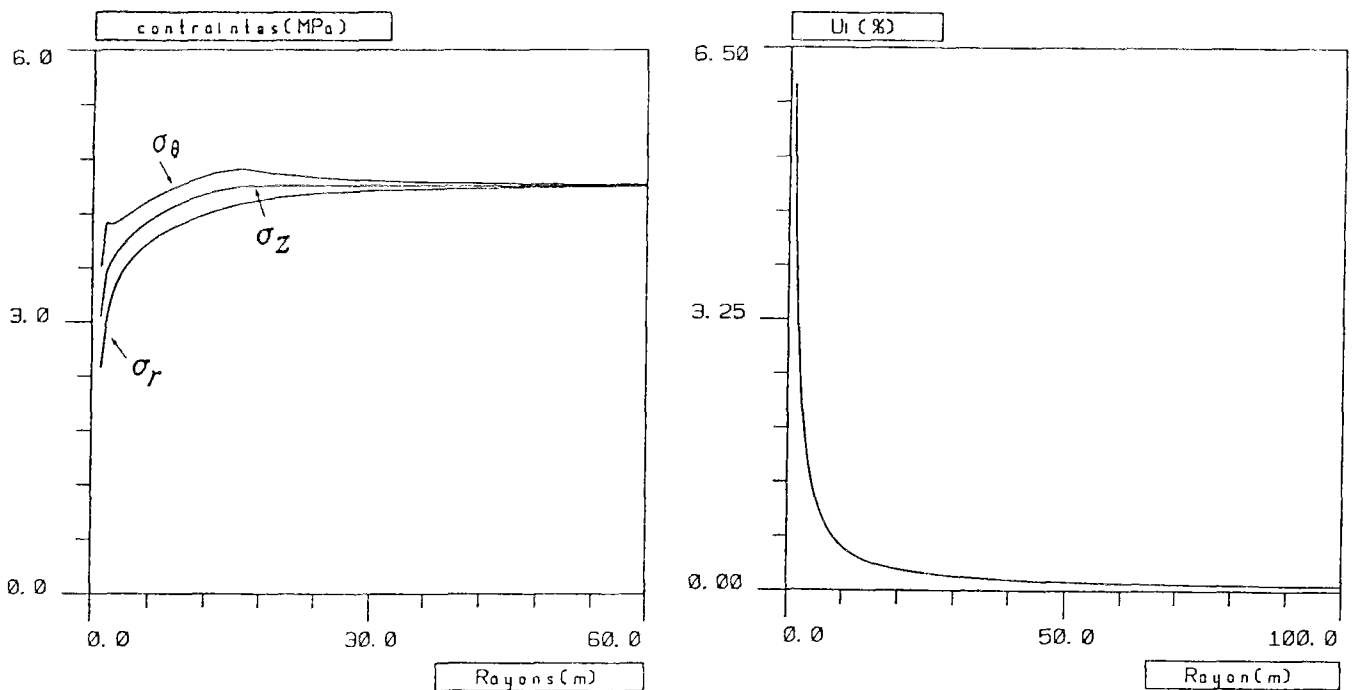 contraintes(MPa)
6.0
σθ
σz
3.0
σr
0.0
0.0 30.0 60.0
Rayons(m)
Ui(%)
6.50
3.25
0.00
0.0 50.0 100.0
Rayon(m)